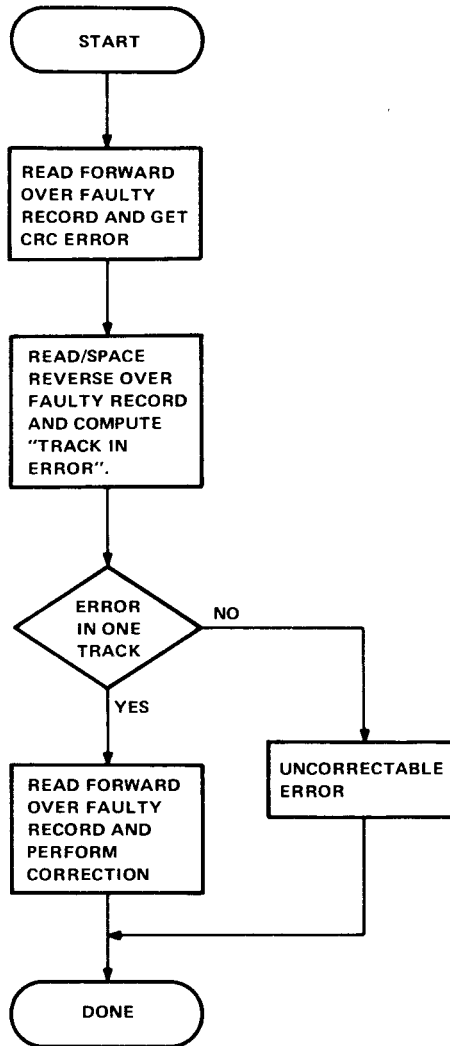 START
READ FORWARD
OVER FAULTY
RECORD AND GET
CRC ERROR
READ/SPACE
REVERSE OVER
FAULTY RECORD
AND COMPUTE
"TRACK IN
ERROR".
ERROR
IN ONE
TRACK
NO
YES
READ FORWARD
OVER FAULTY
RECORD AND
PERFORM
CORRECTION
UNCORRECTABLE
ERROR
DONE